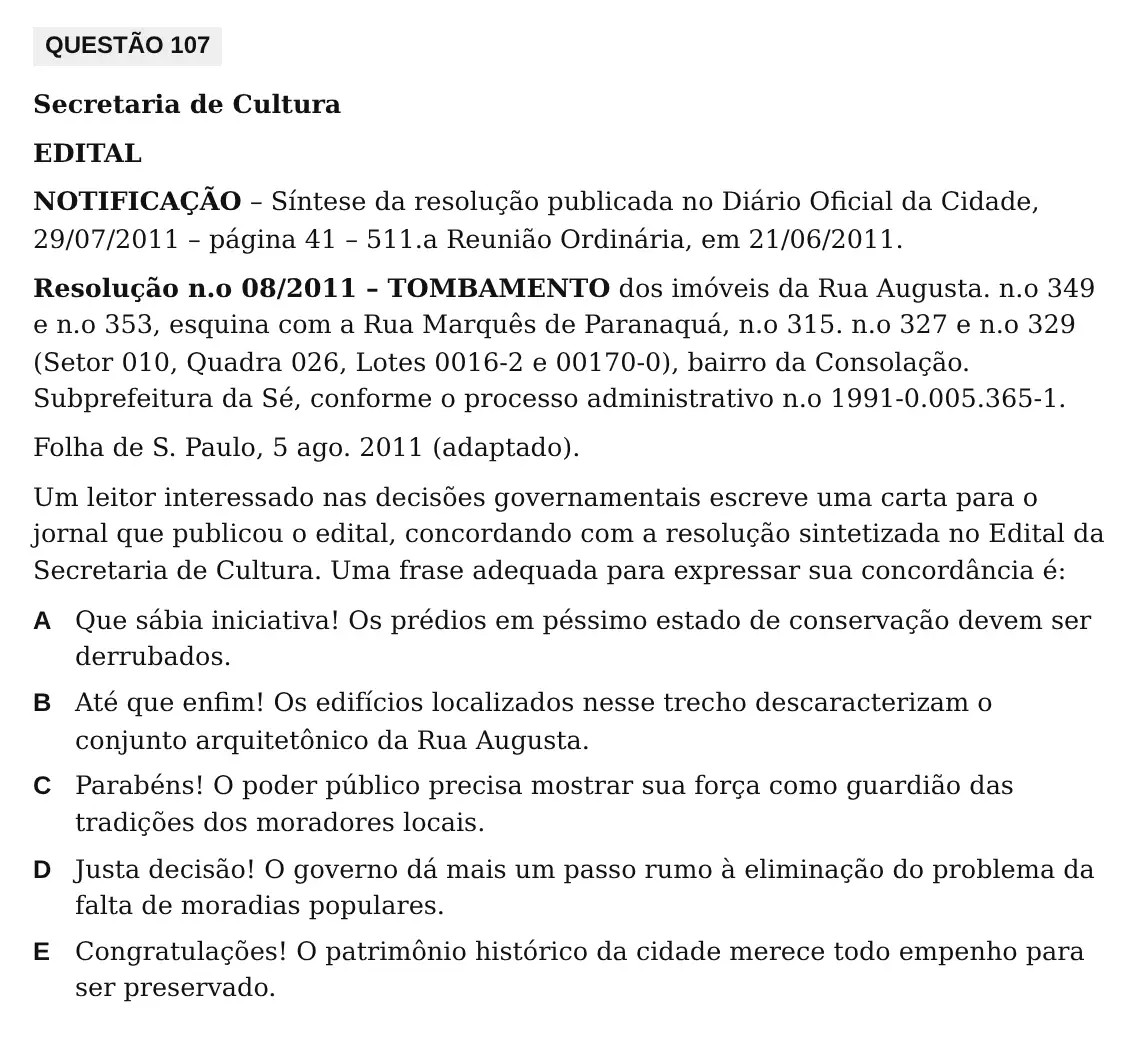 QUESTÃO 107
Secretaria de Cultura
EDITAL
NOTIFICAÇÃO – Síntese da resolução publicada no Diário Oficial da Cidade,
29/07/2011 – página 41 – 511.a Reunião Ordinária, em 21/06/2011.
Resolução n.o 08/2011 – TOMBAMENTO dos imóveis da Rua Augusta. n.o 349
e n.o 353, esquina com a Rua Marquês de Paranaquá, n.o 315. n.o 327 e n.o 329
(Setor 010, Quadra 026, Lotes 0016-2 e 00170-0), bairro da Consolação.
Subprefeitura da Sé, conforme o processo administrativo n.o 1991-0.005.365-1.
Folha de S. Paulo, 5 ago. 2011 (adaptado).
Um leitor interessado nas decisões governamentais escreve uma carta para o
jornal que publicou o edital, concordando com a resolução sintetizada no Edital da
Secretaria de Cultura. Uma frase adequada para expressar sua concordância é:
A Que sábia iniciativa! Os prédios em péssimo estado de conservação devem ser
derrubados.
B Até que enfim! Os edifícios localizados nesse trecho descaracterizam o
conjunto arquitetônico da Rua Augusta.
C Parabéns! O poder público precisa mostrar sua força como guardião das
tradições dos moradores locais.
D Justa decisão! O governo dá mais um passo rumo à eliminação do problema da
falta de moradias populares.
E Congratulações! O patrimônio histórico da cidade merece todo empenho para
ser preservado.